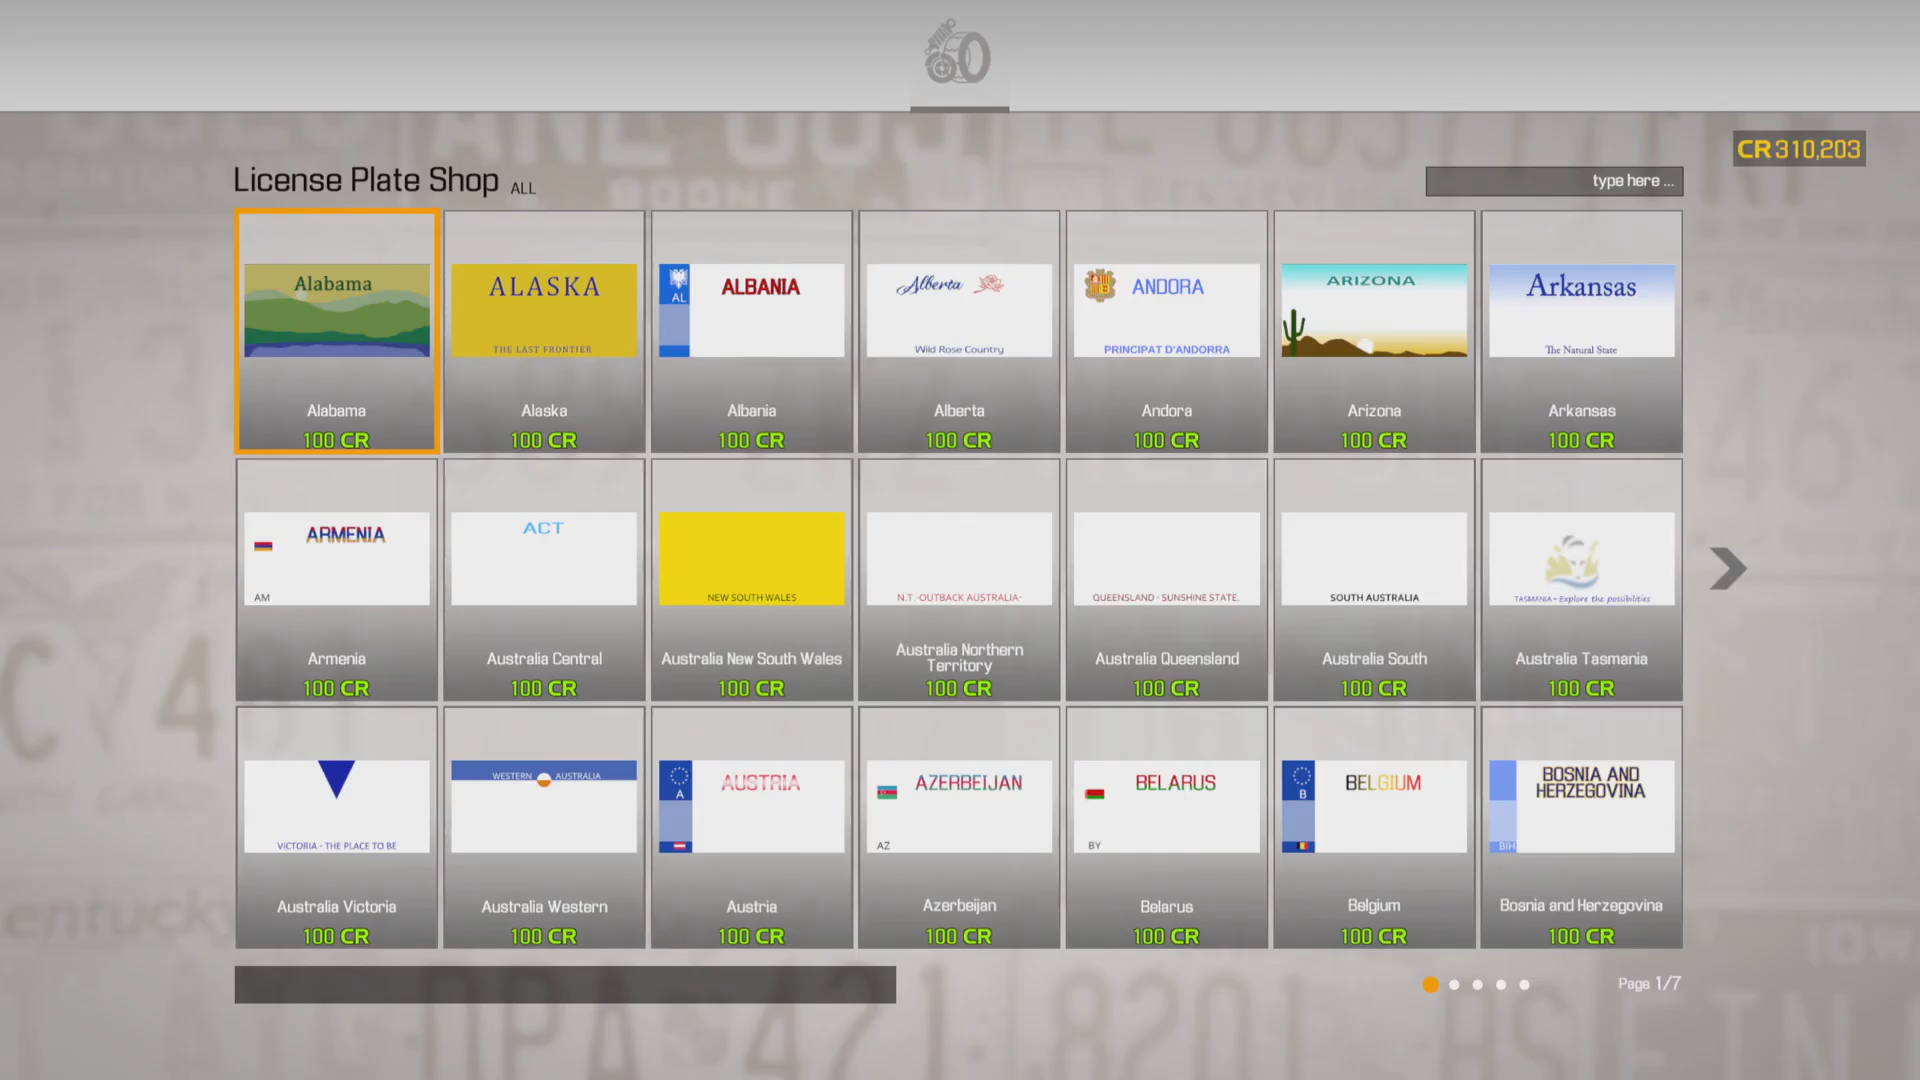 CR 310,203
License Plate Shop ALL
type here ...
Alabama
ALASKA
THE LAST FRONTIER
AL
ALBANIA
Alberta
Wild Rose Country
ANDORA
PRINCIPAT D'ANDORRA
ARIZONA
Arkansas
The Natural State
Alabama
Alaska
Albania
Alberta
Andora
Arizona
Arkansas
100 CR
100 CR
100 CR
100 CR
100 CR
100 CR
100 CR
ARMENIA
AM
ACT
NEW SOUTH WALES
N.T.-OUTBACK AUSTRALIA-
QUEENSLAND - SUNSHINE STATE.
SOUTH AUSTRALIA
TASMANIA - Explore the possibilities
Armenia
Australia Central
Australia New South Wales
Australia Northern
Territory
Australia Queensland
Australia South
Australia Tasmania
100 CR
100 CR
100 CR
100 CR
100 CR
100 CR
100 CR
VICTORIA - THE PLACE TO BE
WESTERN AUSTRALIA
A
AUSTRIA
AZERBEIJAN
AZ
BELARUS
BY
B
BELGIUM
BOSNIA AND
HERZEGOVINA
BIH
Australia Victoria
Australia Western
Austria
Azerbeijan
Belarus
Belgium
Bosnia and Herzegovina
100 CR
100 CR
100 CR
100 CR
100 CR
100 CR
100 CR
Page 1/7